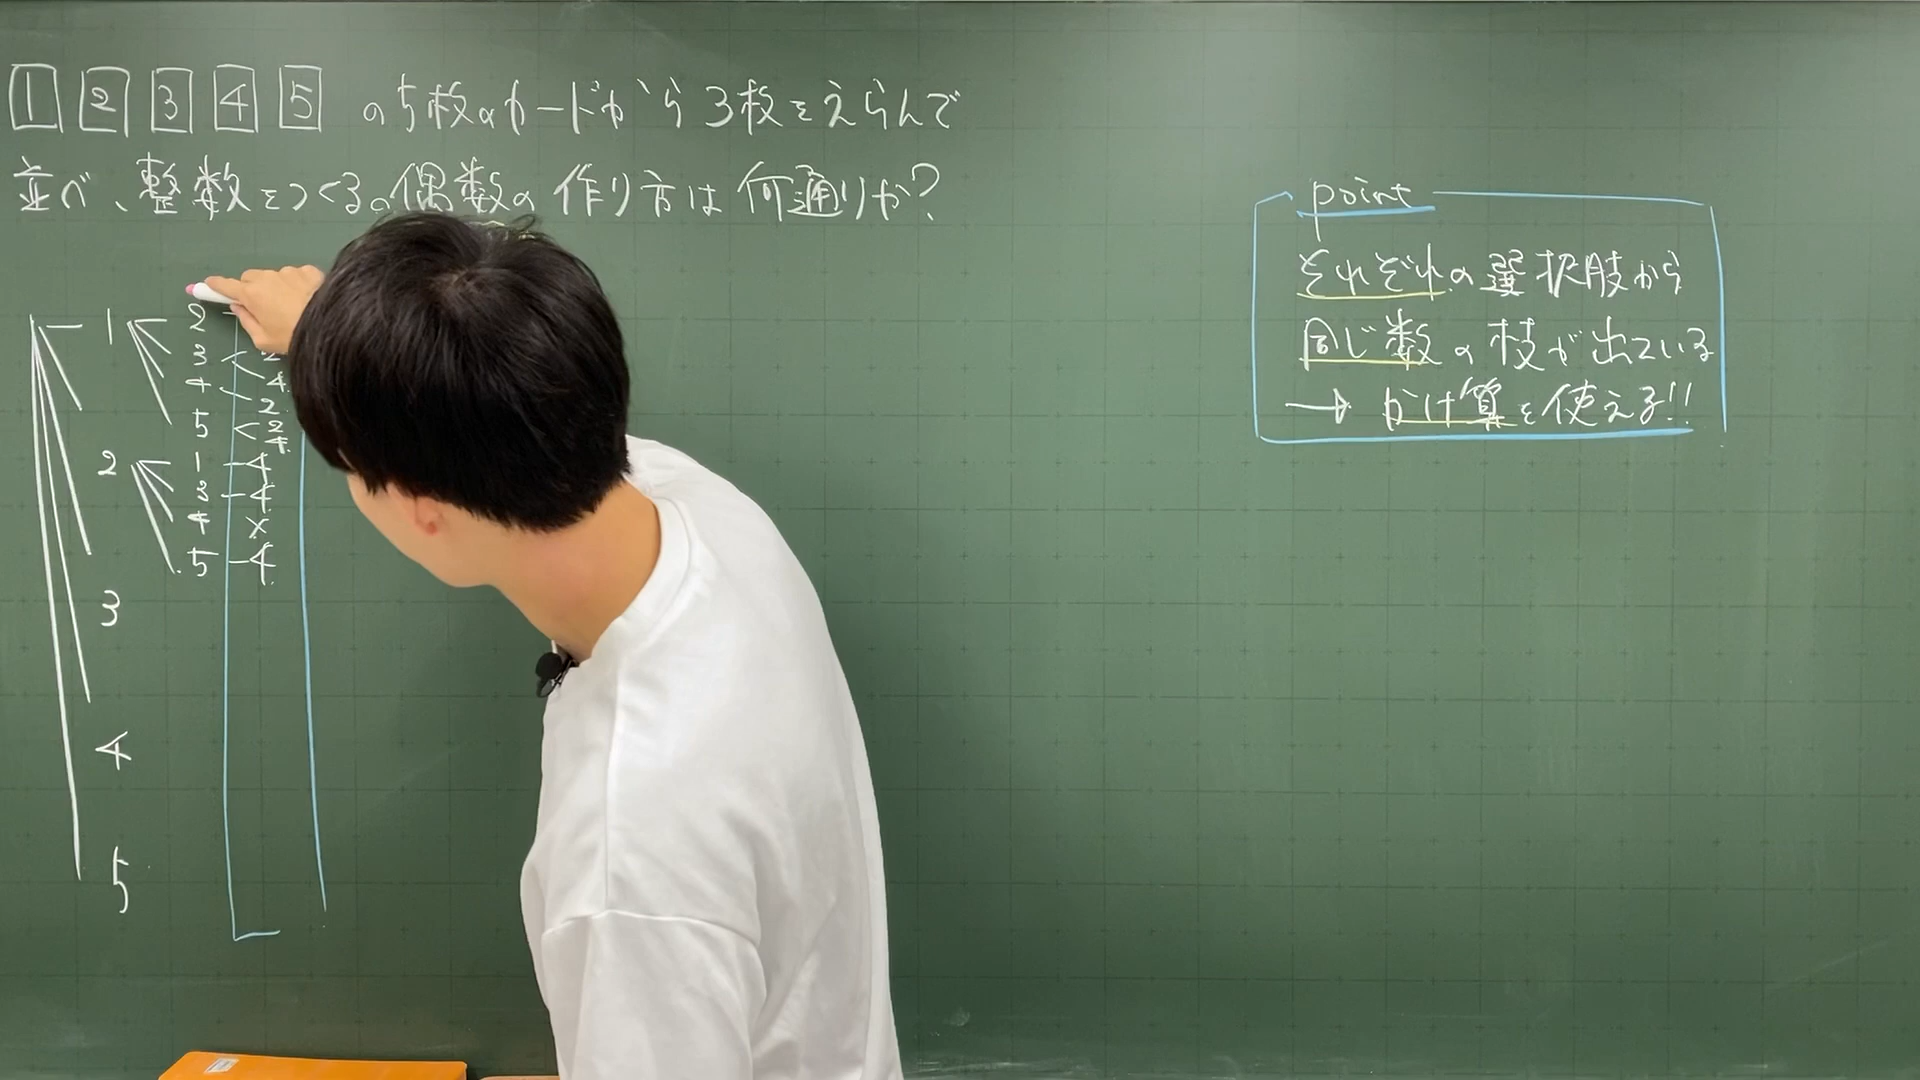 1 2 3 4 5 の5枚のカードから3枚をえらんで
並べ、整数をつくる。偶数の作り方は何通りか?
point
それぞれの選択肢から
同じ数の枝が出ている
→ かけ算を使える!!
1 2
3 2
4
4 2
5 2
4
2 1 4
3 4
4 ×
5 4
3
4
5